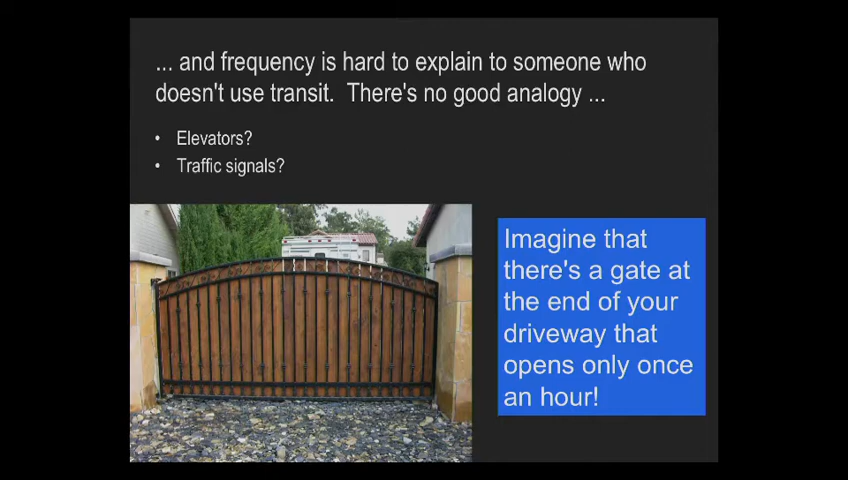 ... and frequency is hard to explain to someone who
doesn't use transit.  There's no good analogy ...
• Elevators?
• Traffic signals?
Imagine that
there's a gate at
the end of your
driveway that
opens only once
an hour!